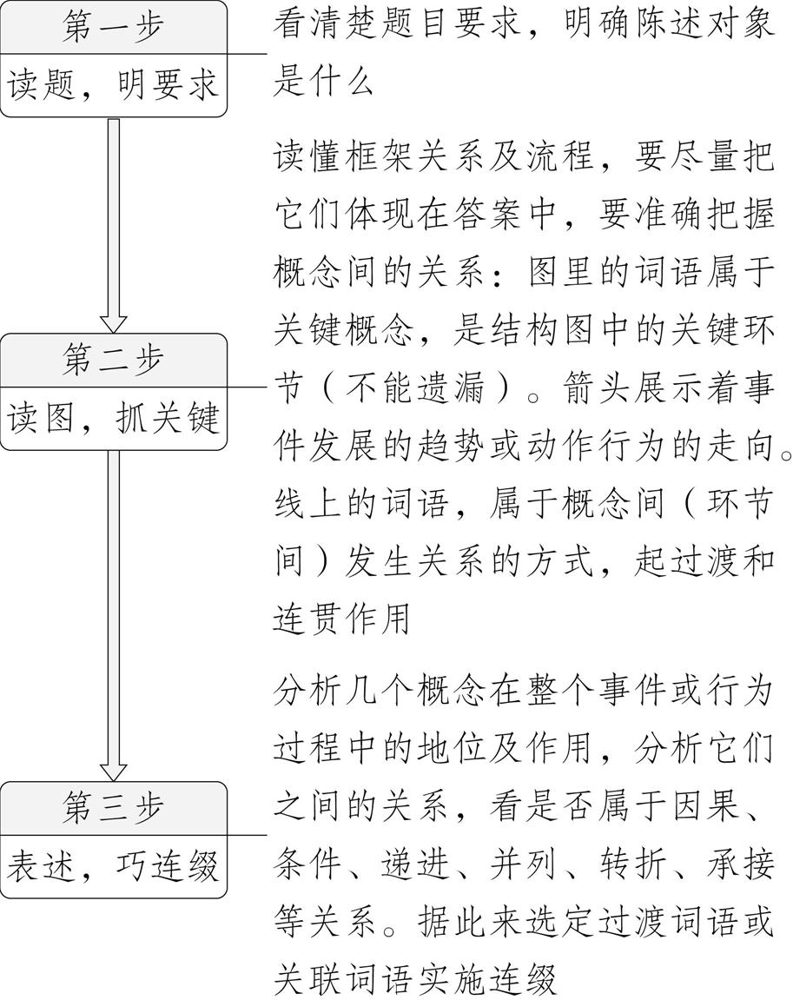 第一步
读题，明要求
看清楚题目要求，明确陈述对象
是什么
第二步
读图，抓关键
读懂框架关系及流程，要尽量把
它们体现在答案中，要准确把握
概念间的关系：图里的词语属于
关键概念，是结构图中的关键环
节（不能遗漏）。箭头展示着事
件发展的趋势或动作行为的走向。
线上的词语，属于概念间（环节
间）发生关系的方式，起过渡和
连贯作用
第三步
表述，巧连缀
分析几个概念在整个事件或行为
过程中的地位及作用，分析它们
之间的关系，看是否属于因果、
条件、递进、并列、转折、承接
等关系。据此来选定过渡词语或
关联词语实施连缀